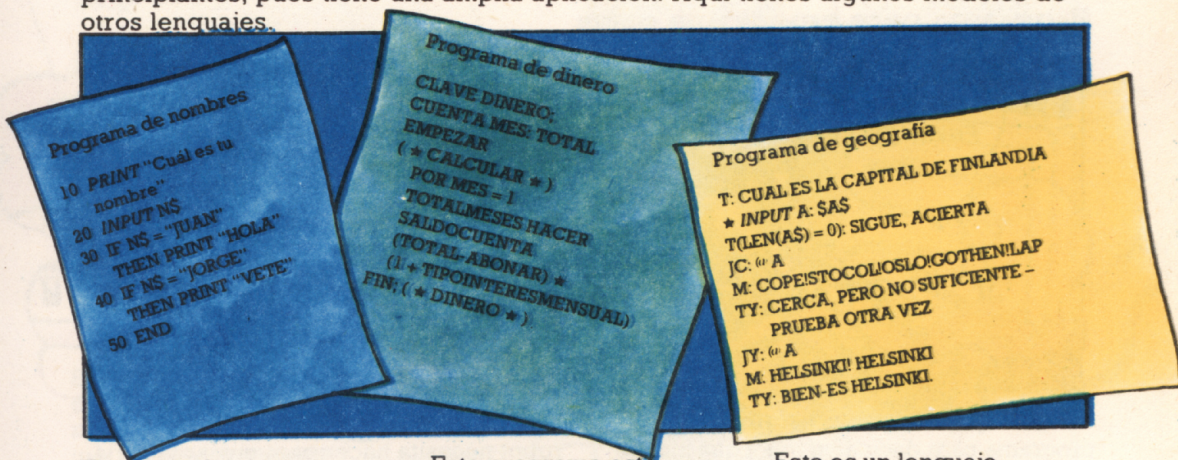 otros lenguajes.
Programa de nombres
10 PRINT "Cuál es tu
nombre"
20 INPUT N$
30 IF N$ = "JUAN"
THEN PRINT "HOLA"
40 IF N$ = "JORGE"
THEN PRINT "VETE"
50 END
Programa de dinero
CLAVE DINERO;
CUENTA MES: TOTAL
EMPEZAR
( ★ CALCULAR ★ )
POR MES = 1
TOTALMESES HACER
SALDOCUENTA
(TOTAL-ABONAR) ★
(1 + TIPOINTERESMENSUAL)
FIN; ( ★ DINERO ★ )
Programa de geografía
T: CUAL ES LA CAPITAL DE FINLANDIA
★ INPUT A: $A$
T(LEN(A$) = 0): SIGUE, ACIERTA
JC: @ A
M: COPE!STOCOL!OSLO!GOTHEN!LAP
TY: CERCA, PERO NO SUFICIENTE –
PRUEBA OTRA VEZ
JY: @ A
M: HELSINKI! HELSINKI
TY: BIEN-ES HELSINKI.